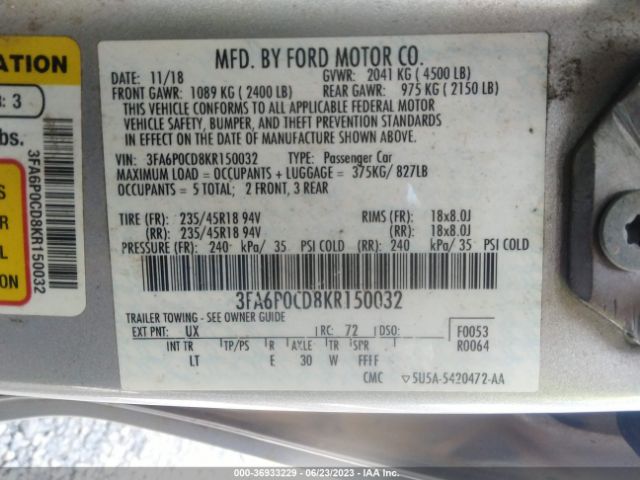 ATION
: 3
bs.
S
R
L
S
3FA6P0CD8KR150032
MFD. BY FORD MOTOR CO.
DATE: 11/18 GVWR: 2041 KG ( 4500 LB)
FRONT GAWR: 1089 KG ( 2400 LB) REAR GAWR: 975 KG ( 2150 LB)
THIS VEHICLE CONFORMS TO ALL APPLICABLE FEDERAL MOTOR
VEHICLE SAFETY, BUMPER, AND THEFT PREVENTION STANDARDS
IN EFFECT ON THE DATE OF MANUFACTURE SHOWN ABOVE.
VIN: 3FA6P0CD8KR150032 TYPE: Passenger Car
MAXIMUM LOAD = OCCUPANTS + LUGGAGE = 375KG/ 827LB
OCCUPANTS = 5 TOTAL; 2 FRONT, 3 REAR
TIRE (FR): 235/45R18 94V RIMS (FR): 18x8.0J
(RR): 235/45R18 94V (RR): 18x8.0J
PRESSURE (FR): 240 kPa/ 35 PSI COLD (RR): 240 kPa/ 35 PSI COLD
3FA6P0CD8KR150032
TRAILER TOWING - SEE OWNER GUIDE
EXT PNT: UX RC: 72 DSO: F0053
INT TR TP/PS R AXLE TR SPR R0064
LT E 30 W FFFF
CMC ▽5U5A-5420472-AA
000-36933229 - 06/23/2023 - IAA Inc.